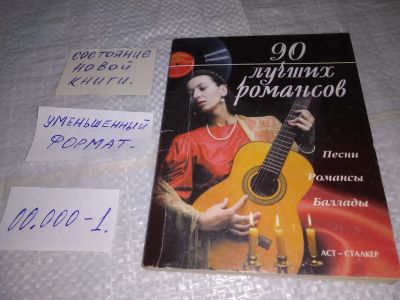 СОСТОЯНИЕ
НОВОЙ
КНИГИ.
УМЕНЬШЕННЫЙ
ФОРМАТ-
00.000-1.
90
лучших
романсов
Песни
Романсы
Баллады
АСТ – СТАЛКЕР